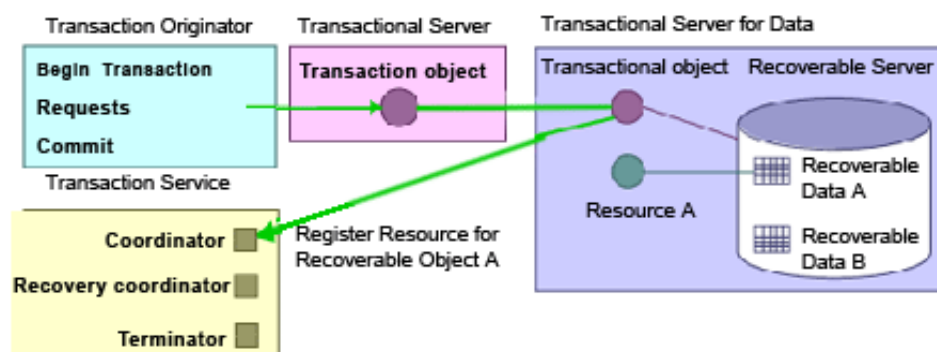 Transaction Originator
Begin Transaction
Requests
Commit
Transactional Server
Transaction object
Transactional Server for Data
Transactional object
Recoverable Server
Recoverable
Data A
Recoverable
Data B
Resource A
Transaction Service
Coordinator
Recovery coordinator
Terminator
Register Resource for
Recoverable Object A